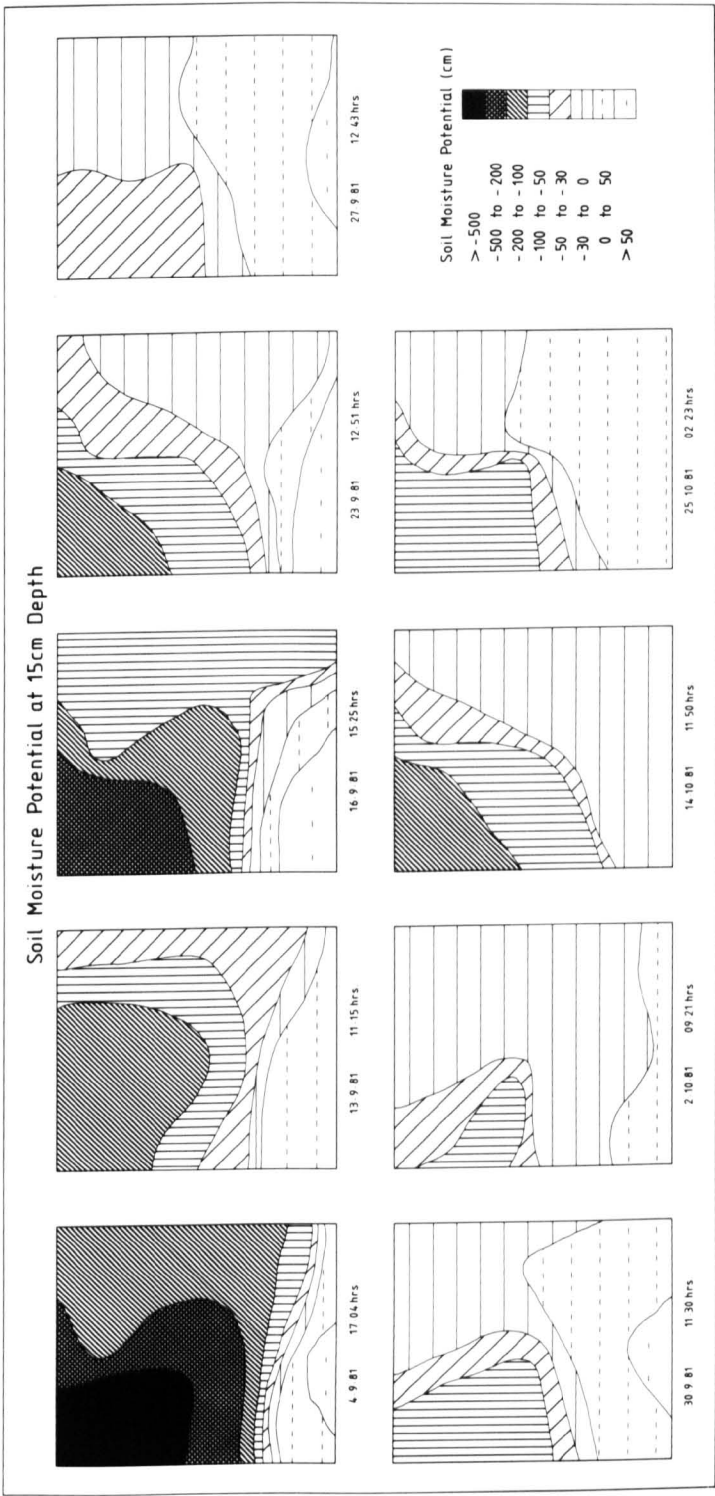 Soil Moisture Potential at 15cm Depth
4 9 81 17 04 hrs
13 9 81 11 15 hrs
16 9 81 15 25 hrs
23 9 81 12.51 hrs
27 9 81 12 43 hrs
30 9 81 11 30 hrs
2 10 81 09 21 hrs
14 10 81 11 50 hrs
25 10 81 02 23 hrs
Soil Moisture Potential (cm)
> -500
-500 to -200
-200 to -100
-100 to -50
-50 to -30
-30 to 0
0 to 50
> 50